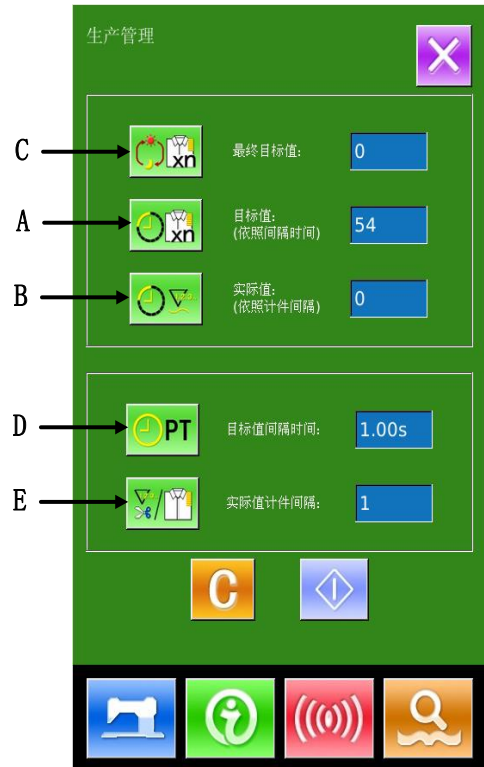 生产管理
C
xn
最终目标值:
0
A
xn
目标值:
(依照间隔时间)
54
B
实际值:
(依照计件间隔)
0
D
PT
目标值间隔时间:
1.00s
E
实际值计件间隔:
1
C